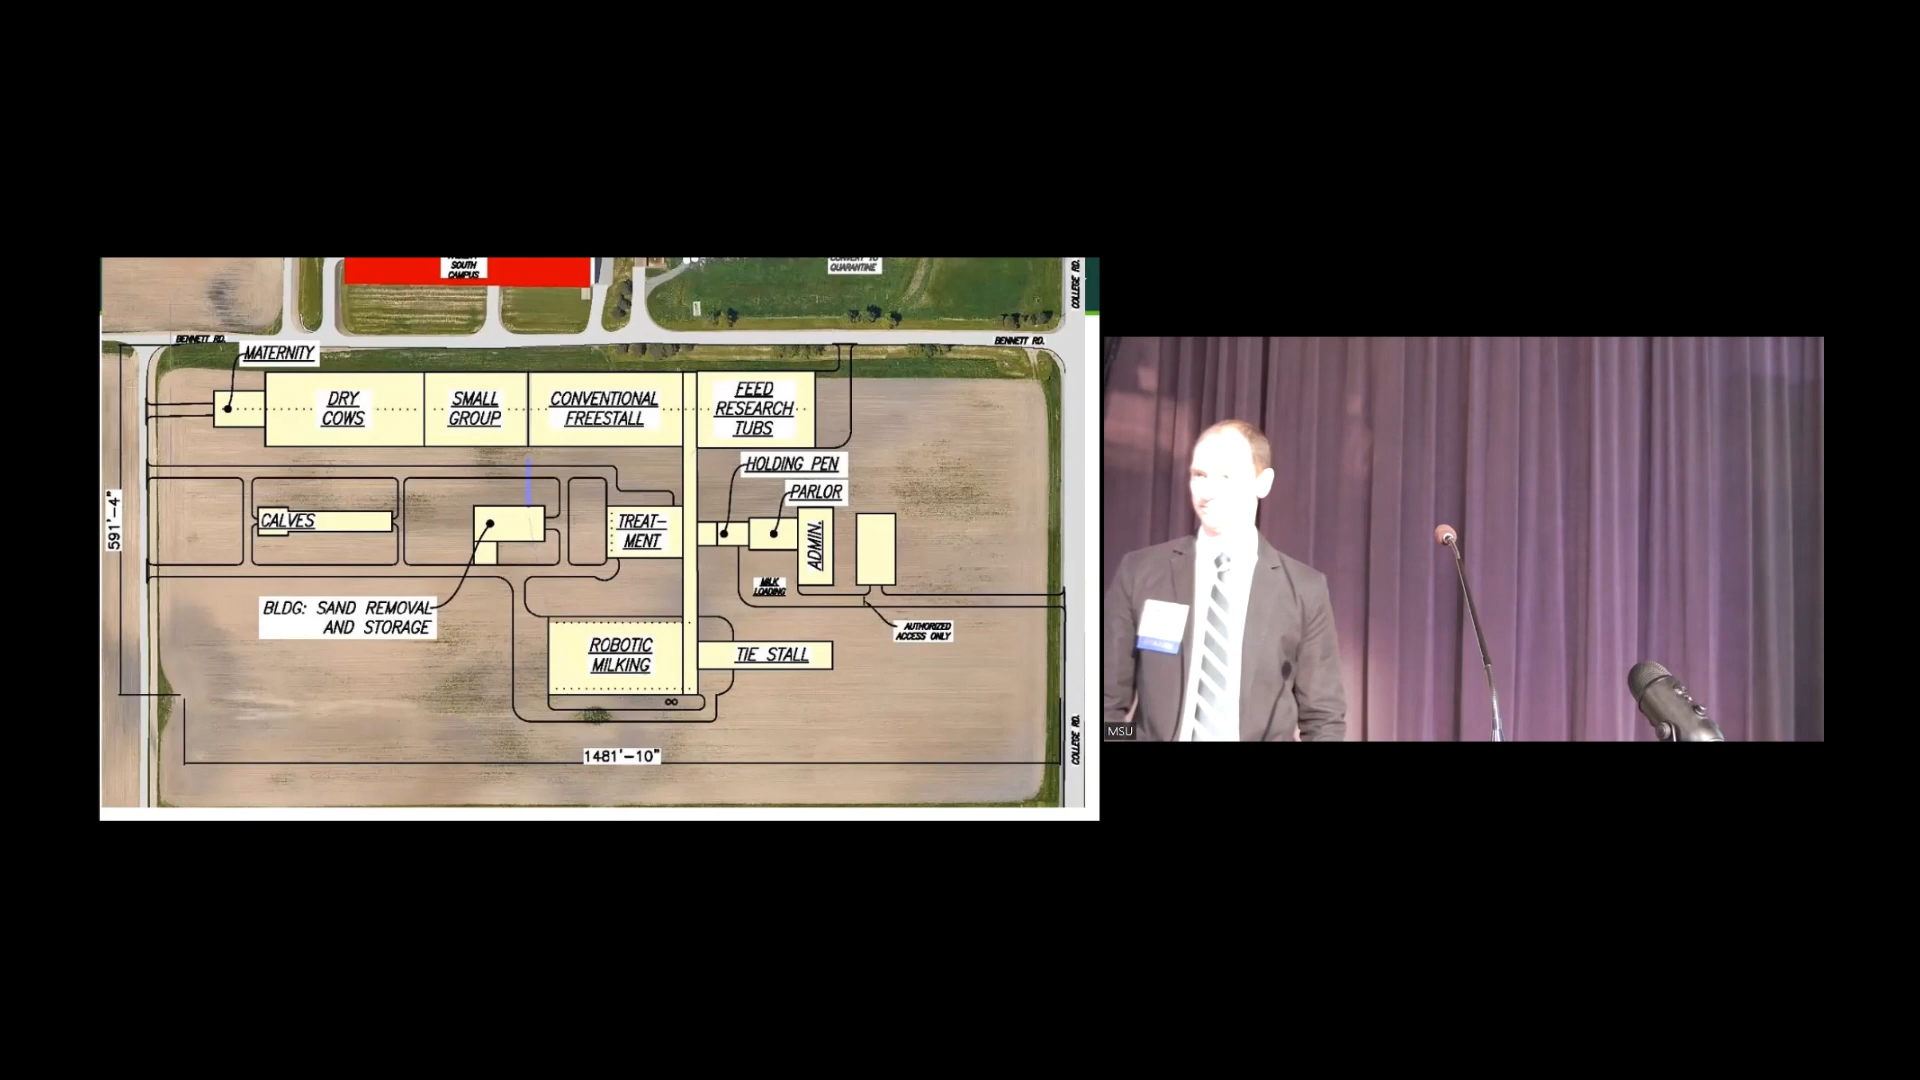 SOUTH
CAMPUS
QUARANTINE
COLLEGE RD.
BENNETT RD.
BENNETT RD.
MATERNITY
DRY
COWS
SMALL
GROUP
CONVENTIONAL
FREESTALL
FEED
RESEARCH
TUBS
HOLDING PEN
PARLOR
591'-4"
CALVES
TREAT-
MENT
ADMIN.
MILK
LOADING
BLDG: SAND REMOVAL
AND STORAGE
AUTHORIZED
ACCESS ONLY
ROBOTIC
MILKING
TIE STALL
COLLEGE RD.
1481'-10"
MSU